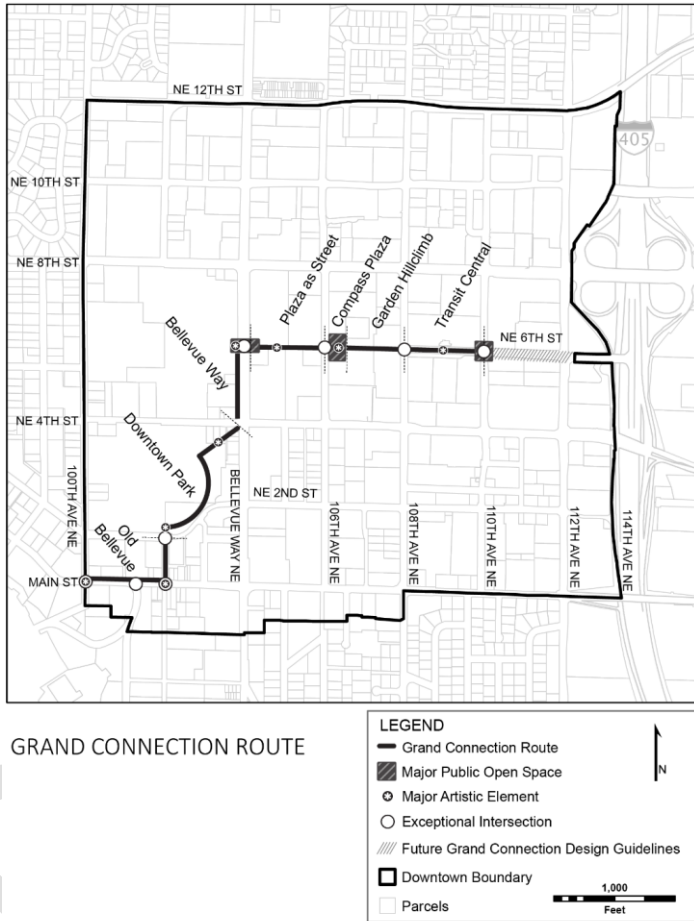 NE 12TH ST
405
NE 10TH ST
NE 8TH ST
Plaza as Street
Compass Plaza
Garden Hillclimb
Transit Central
Bellevue Way
NE 6TH ST
NE 4TH ST
Downtown Park
100TH AVE NE
Old
Bellevue
BELLEVUE WAY NE
NE 2ND ST
106TH AVE NE
108TH AVE NE
110TH AVE NE
112TH AVE NE
114TH AVE NE
MAIN ST
GRAND CONNECTION ROUTE
LEGEND
Grand Connection Route
Major Public Open Space
N
Major Artistic Element
Exceptional Intersection
Future Grand Connection Design Guidelines
Downtown Boundary
Parcels
1,000
Feet